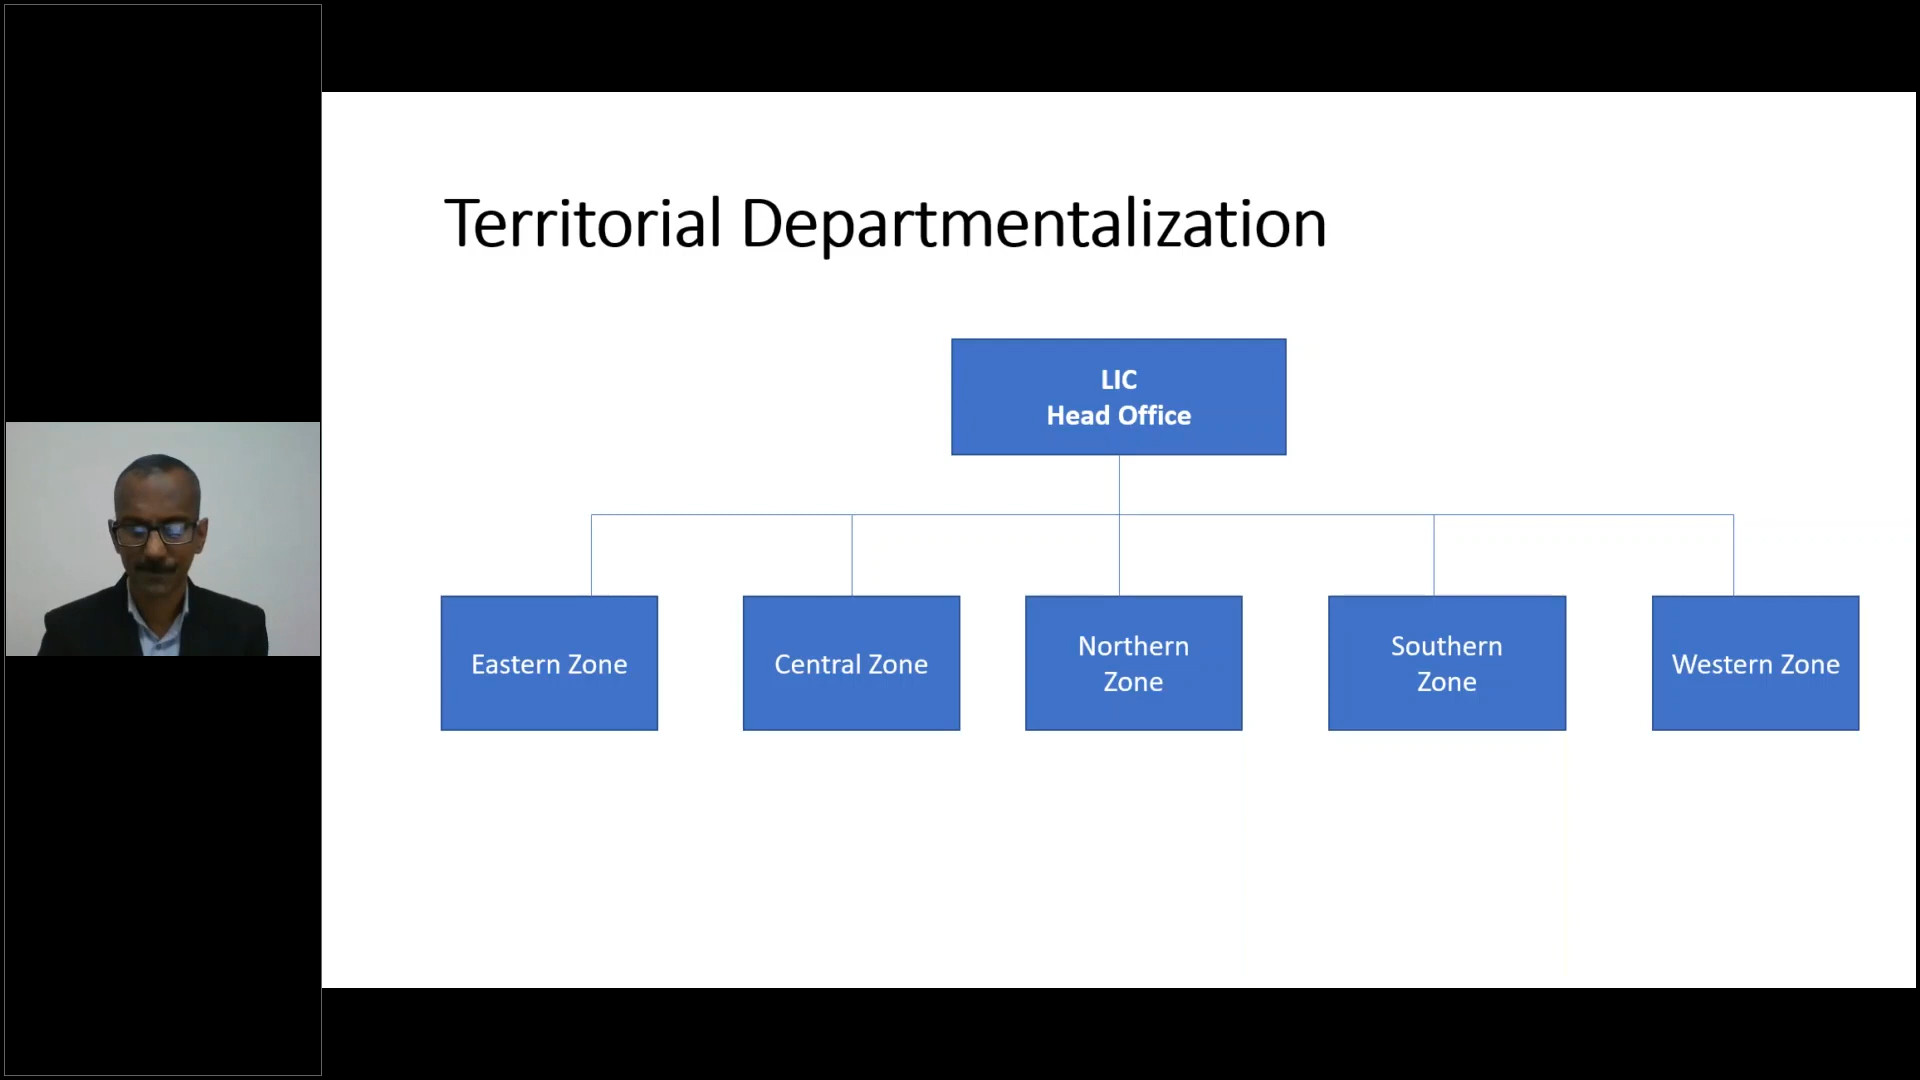 Territorial Departmentalization
LIC
Head Office
Eastern Zone
Central Zone
Northern
Zone
Southern
Zone
Western Zone